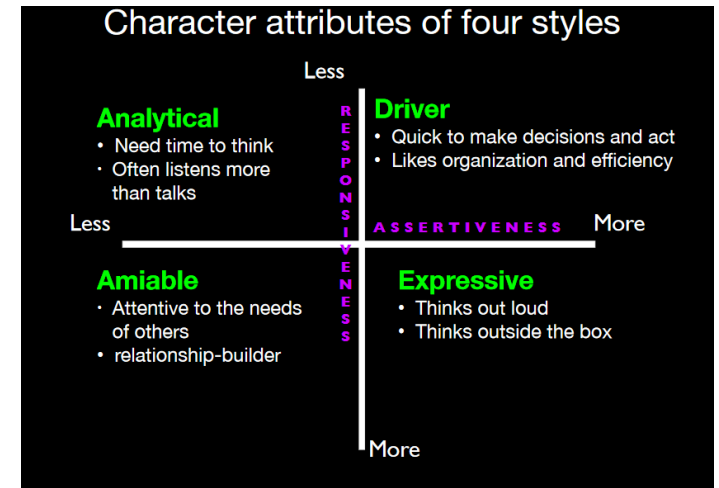 Character attributes of four styles
Less
Analytical
• Need time to think
• Often listens more
than talks
Driver
• Quick to make decisions and act
• Likes organization and efficiency
RESPONSIVENESS
Less
ASSERTIVENESS
More
Amiable
• Attentive to the needs
of others
• relationship-builder
Expressive
• Thinks out loud
• Thinks outside the box
More